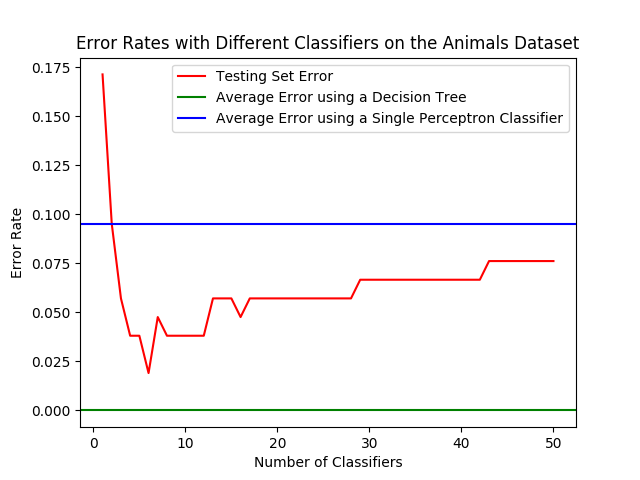 Error Rates with Different Classifiers on the Animals Dataset
Testing Set Error
Average Error using a Decision Tree
Average Error using a Single Perceptron Classifier
Error Rate
0.175
0.150
0.125
0.100
0.075
0.050
0.025
0.000
0 10 20 30 40 50
Number of Classifiers